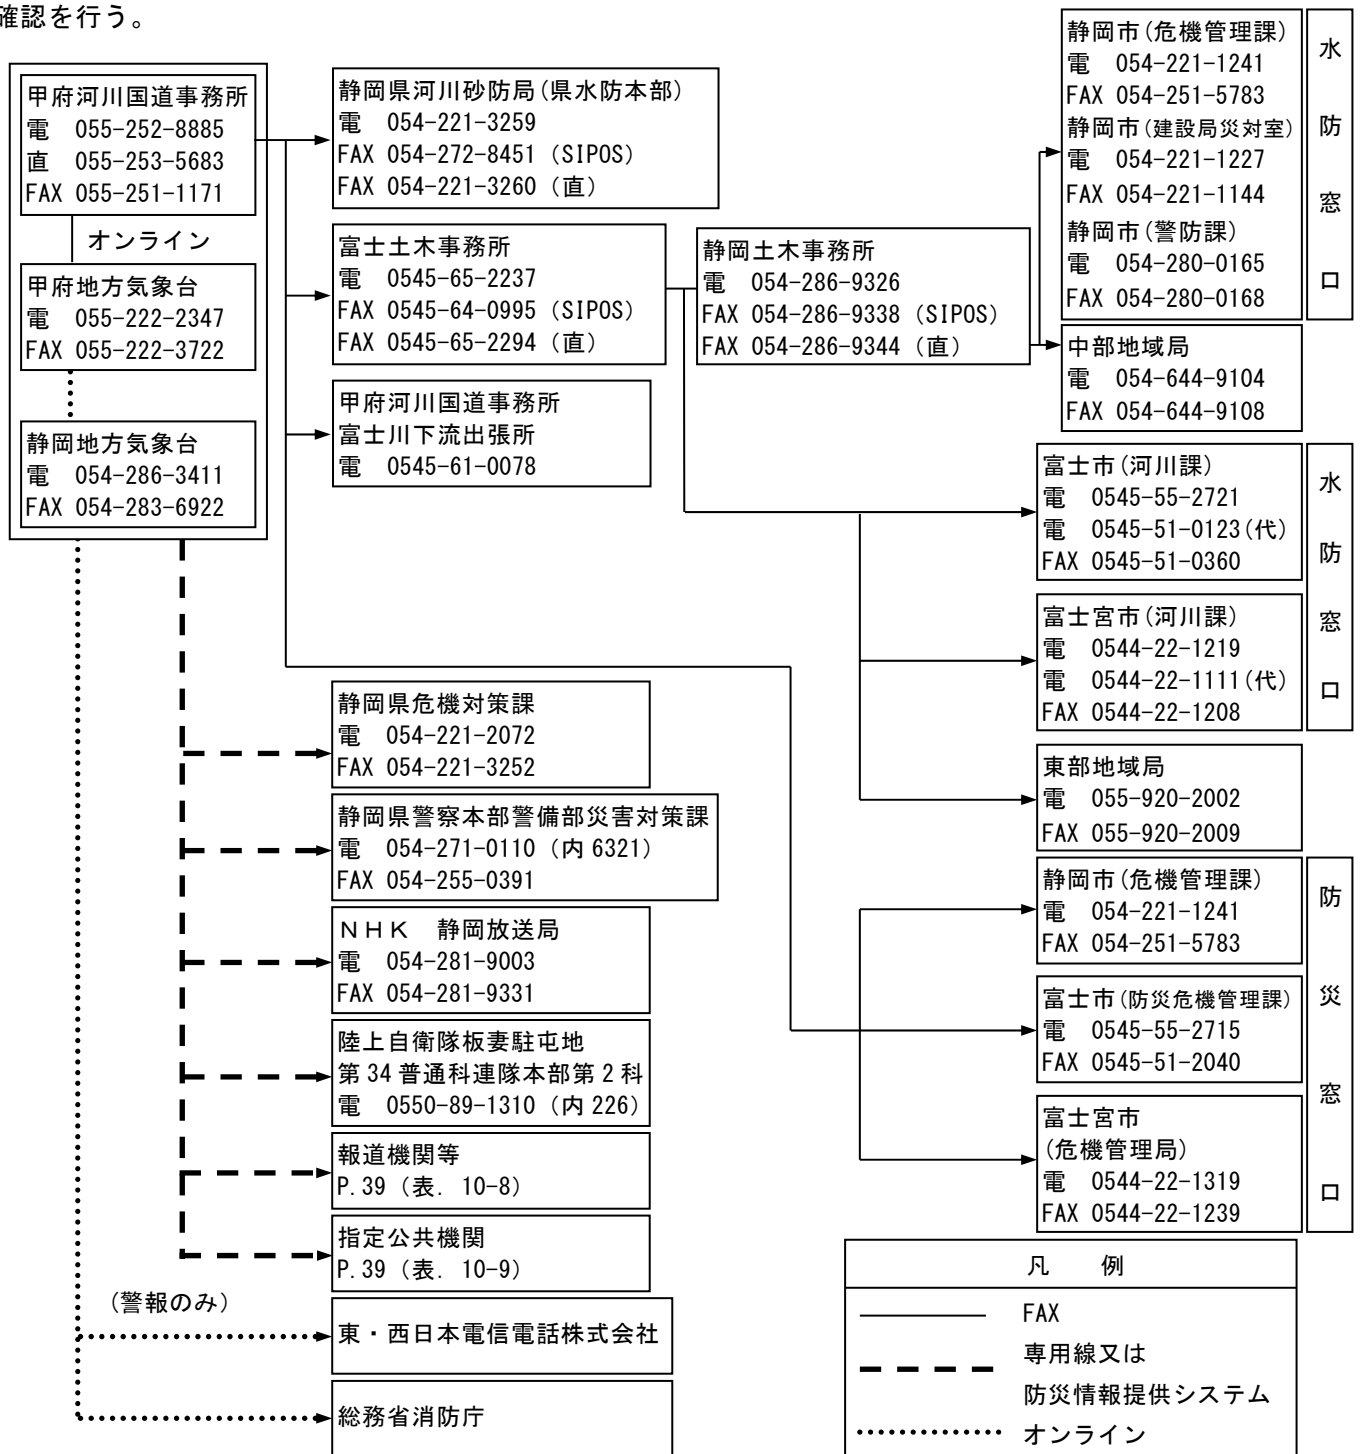 確認を行う。
甲府河川国道事務所
電 055-252-8885
直 055-253-5683
FAX 055-251-1171
オンライン
甲府地方気象台
電 055-222-2347
FAX 055-222-3722
静岡地方気象台
電 054-286-3411
FAX 054-283-6922
静岡県河川砂防局(県水防本部)
電 054-221-3259
FAX 054-272-8451 (SIPOS)
FAX 054-221-3260 (直)
富士土木事務所
電 0545-65-2237
FAX 0545-64-0995 (SIPOS)
FAX 0545-65-2294 (直)
甲府河川国道事務所
富士川下流出張所
電 0545-61-0078
静岡土木事務所
電 054-286-9326
FAX 054-286-9338 (SIPOS)
FAX 054-286-9344 (直)
静岡市(危機管理課)
電 054-221-1241
FAX 054-251-5783
静岡市(建設局災対室)
電 054-221-1227
FAX 054-221-1144
静岡市(警防課)
電 054-280-0165
FAX 054-280-0168
水防窓口
中部地域局
電 054-644-9104
FAX 054-644-9108
富士市(河川課)
電 0545-55-2721
電 0545-51-0123(代)
FAX 0545-51-0360
富士宮市(河川課)
電 0544-22-1219
電 0544-22-1111(代)
FAX 0544-22-1208
水防窓口
東部地域局
電 055-920-2002
FAX 055-920-2009
静岡市(危機管理課)
電 054-221-1241
FAX 054-251-5783
富士市(防災危機管理課)
電 0545-55-2715
FAX 0545-51-2040
富士宮市
(危機管理局)
電 0544-22-1319
FAX 0544-22-1239
防災窓口
静岡県危機対策課
電 054-221-2072
FAX 054-221-3252
静岡県警察本部警備部災害対策課
電 054-271-0110 (内 6321)
FAX 054-255-0391
NHK 静岡放送局
電 054-281-9003
FAX 054-281-9331
陸上自衛隊板妻駐屯地
第 34 普通科連隊本部第 2 科
電 0550-89-1310 (内 226)
報道機関等
P.39 (表. 10-8)
指定公共機関
P.39 (表. 10-9)
(警報のみ)
東・西日本電信電話株式会社
総務省消防庁
凡 例
FAX
専用線又は
防災情報提供システム
オンライン